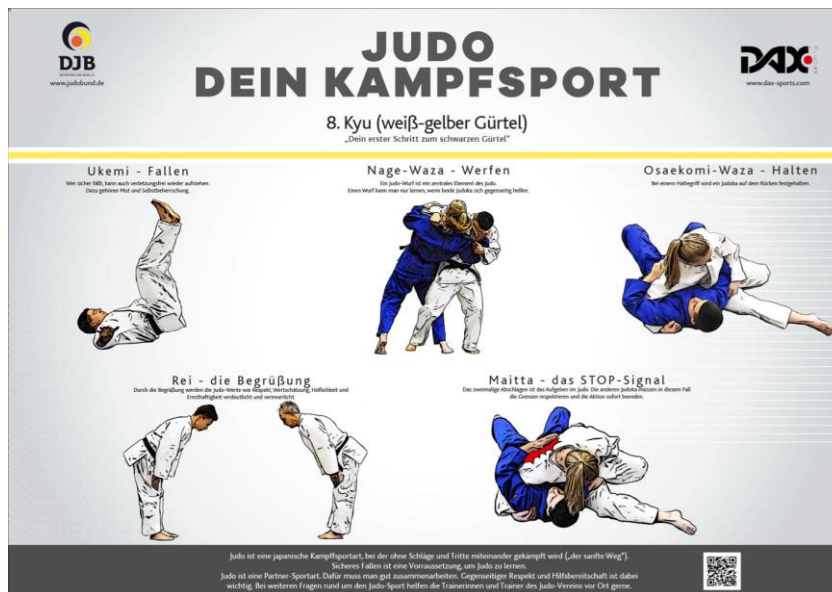 DJB
www.judobund.de
JUDO
DEIN KAMPFSPORT
DAX
www.dax-sports.com
8. Kyu (weiß-gelber Gürtel)
„Dein erster Schritt zum schwarzen Gürtel“
Ukemi - Fallen
Wer sicher fällt, kann auch verletzungsfrei wieder aufstehen.
Dazu gehören Mut und Selbstbeherrschung.
Nage-Waza - Werfen
Ein Judo-Wurf ist ein zentrales Element des Judo.
Einen Wurf kann man nur lernen, wenn beide Judoka sich gegenseitig helfen.
Osaekomi-Waza - Halten
Bei einem Haltegriff wird ein Judoka auf dem Rücken festgehalten.
Rei - die Begrüßung
Durch die Begrüßung werden die Judo-Werte wie Respekt, Wertschätzung, Höflichkeit und
Ernsthaftigkeit verdeutlicht und verinnerlicht.
Maitta - das STOP-Signal
Das zweimalige Abschlagen ist das Aufgeben im Judo. Die anderen Judoka müssen in diesem Fall
die Grenzen respektieren und die Aktion sofort beenden.
Judo ist eine japanische Kampfsportart, bei der ohne Schläge und Tritte miteinander gekämpft wird („der sanfte Weg“).
Sicheres Fallen ist eine Vorraussetzung, um Judo zu lernen.
Judo ist eine Partner-Sportart. Dafür muss man gut zusammenarbeiten. Gegenseitiger Respekt und Hilfsbereitschaft ist dabei
wichtig. Bei weiteren Fragen rund um den Judo-Sport helfen die Trainerinnen und Trainer des Judo-Vereins vor Ort gerne.